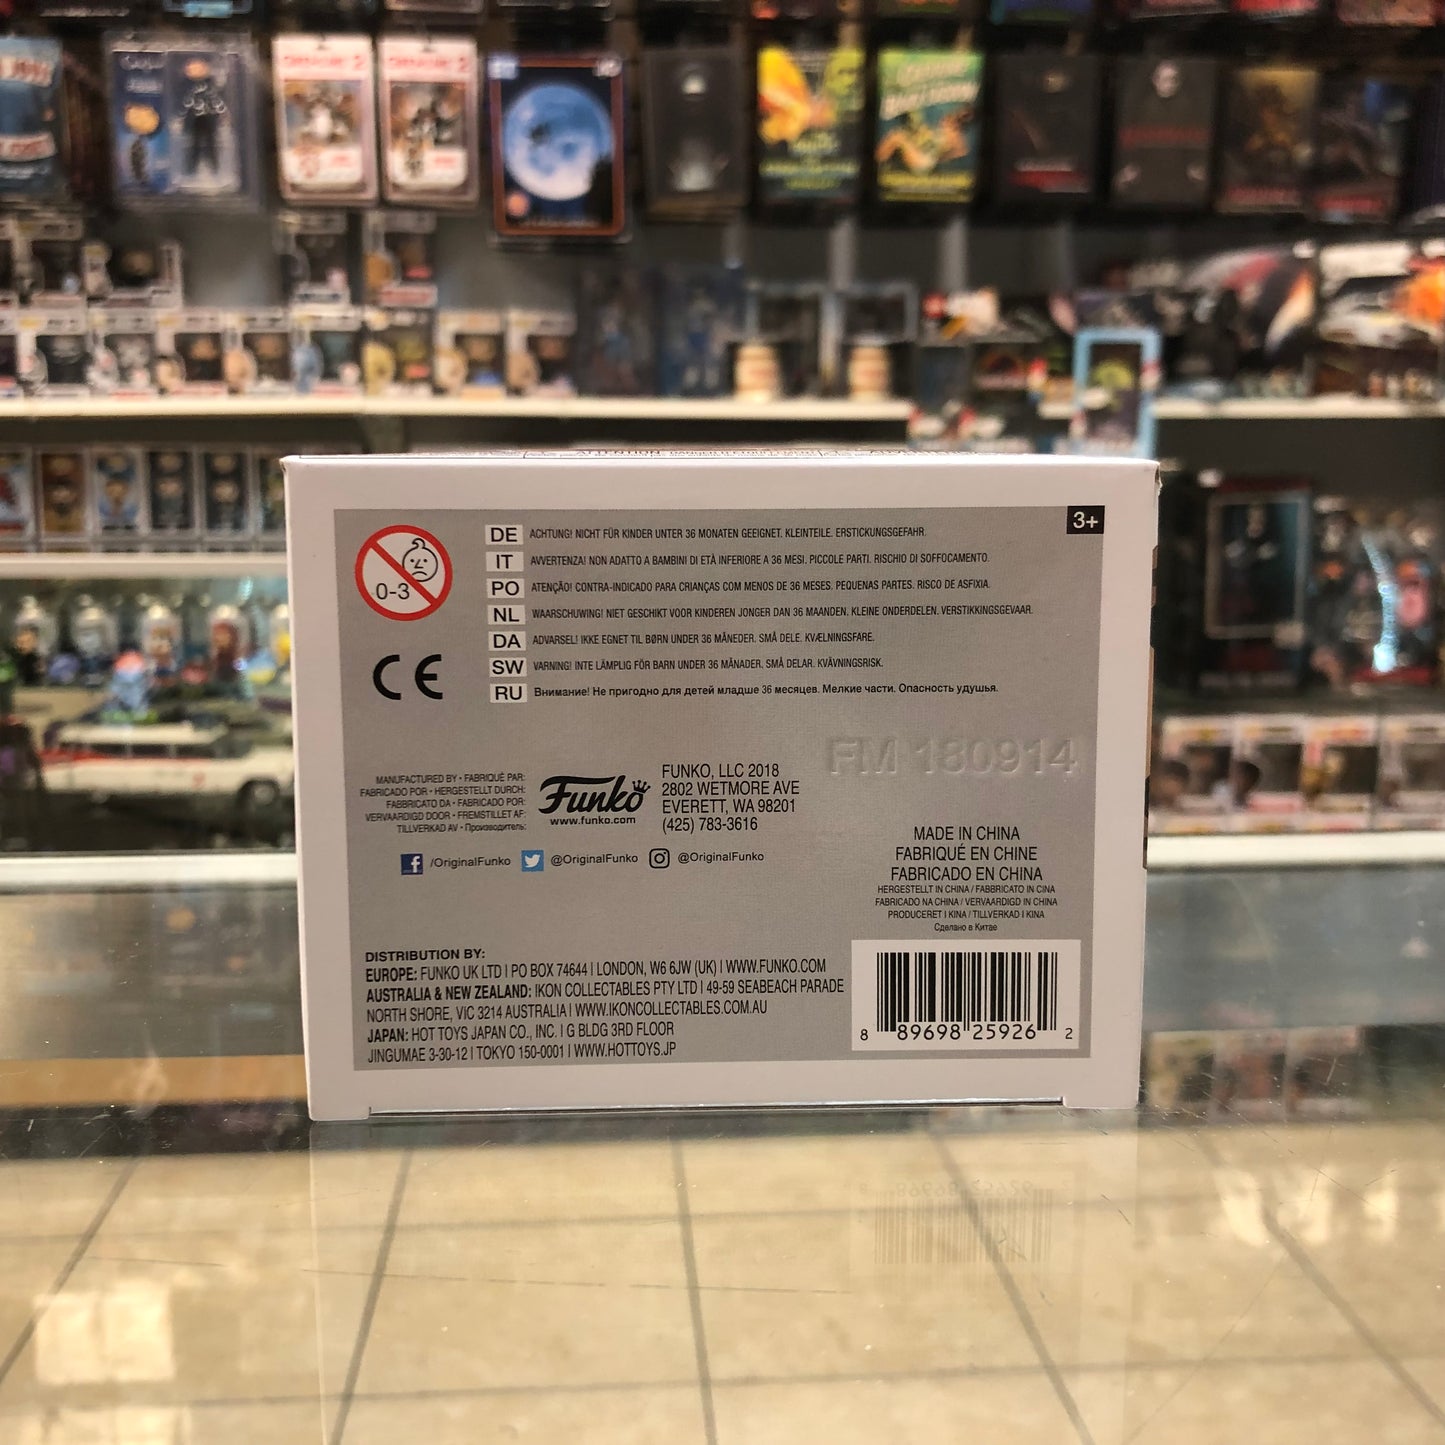 3+
0-3
DE ACHTUNG! NICHT FÜR KINDER UNTER 36 MONATEN GEEIGNET. KLEINTEILE. ERSTICKUNGSGEFAHR.
IT AVVERTENZA! NON ADATTO A BAMBINI DI ETÀ INFERIORE A 36 MESI. PICCOLE PARTI. RISCHIO DI SOFFOCAMENTO.
PO ATENÇÃO! CONTRA-INDICADO PARA CRIANÇAS COM MENOS DE 36 MESES. PEQUENAS PARTES. RISCO DE ASFIXIA.
NL WAARSCHUWING! NIET GESCHIKT VOOR KINDEREN JONGER DAN 36 MAANDEN. KLEINE ONDERDELEN. VERSTIKKINGSGEVAAR.
DA ADVARSEL! IKKE EGNET TIL BØRN UNDER 36 MÅNEDER. SMÅ DELE. KVÆLNINGSFARE.
SW VARNING! INTE LÄMPLIG FÖR BARN UNDER 36 MÅNADER. SMÅ DELAR. KVÄVNINGSRISK.
RU Внимание! Не пригодно для детей младше 36 месяцев. Мелкие части. Опасность удушья.
CE
FM 180914
MANUFACTURED BY • FABRIQUÉ PAR:
FABRICADO POR • HERGESTELLT DURCH:
FABBRICATO DA • FABRICADO POR:
VERVAARDIGD DOOR • FREMSTILLET AF:
TILLVERKAD AV • Производитель:
Funko
www.funko.com
FUNKO, LLC 2018
2802 WETMORE AVE
EVERETT, WA 98201
(425) 783-3616
/OriginalFunko @OriginalFunko @OriginalFunko
MADE IN CHINA
FABRIQUÉ EN CHINE
FABRICADO EN CHINA
HERGESTELLT IN CHINA / FABBRICATO IN CINA
FABRICADO NA CHINA / VERVAARDIGD IN CHINA
PRODUCERET I KINA / TILLVERKAD I KINA
Сделано в Китае
DISTRIBUTION BY:
EUROPE: FUNKO UK LTD | PO BOX 74644 | LONDON, W6 6JW (UK) | WWW.FUNKO.COM
AUSTRALIA & NEW ZEALAND: IKON COLLECTABLES PTY LTD | 49-59 SEABEACH PARADE
NORTH SHORE, VIC 3214 AUSTRALIA | WWW.IKONCOLLECTABLES.COM.AU
JAPAN: HOT TOYS JAPAN CO., INC. | G BLDG 3RD FLOOR
JINGUMAE 3-30-12 | TOKYO 150-0001 | WWW.HOTTOYS.JP
8 89698 25926 2